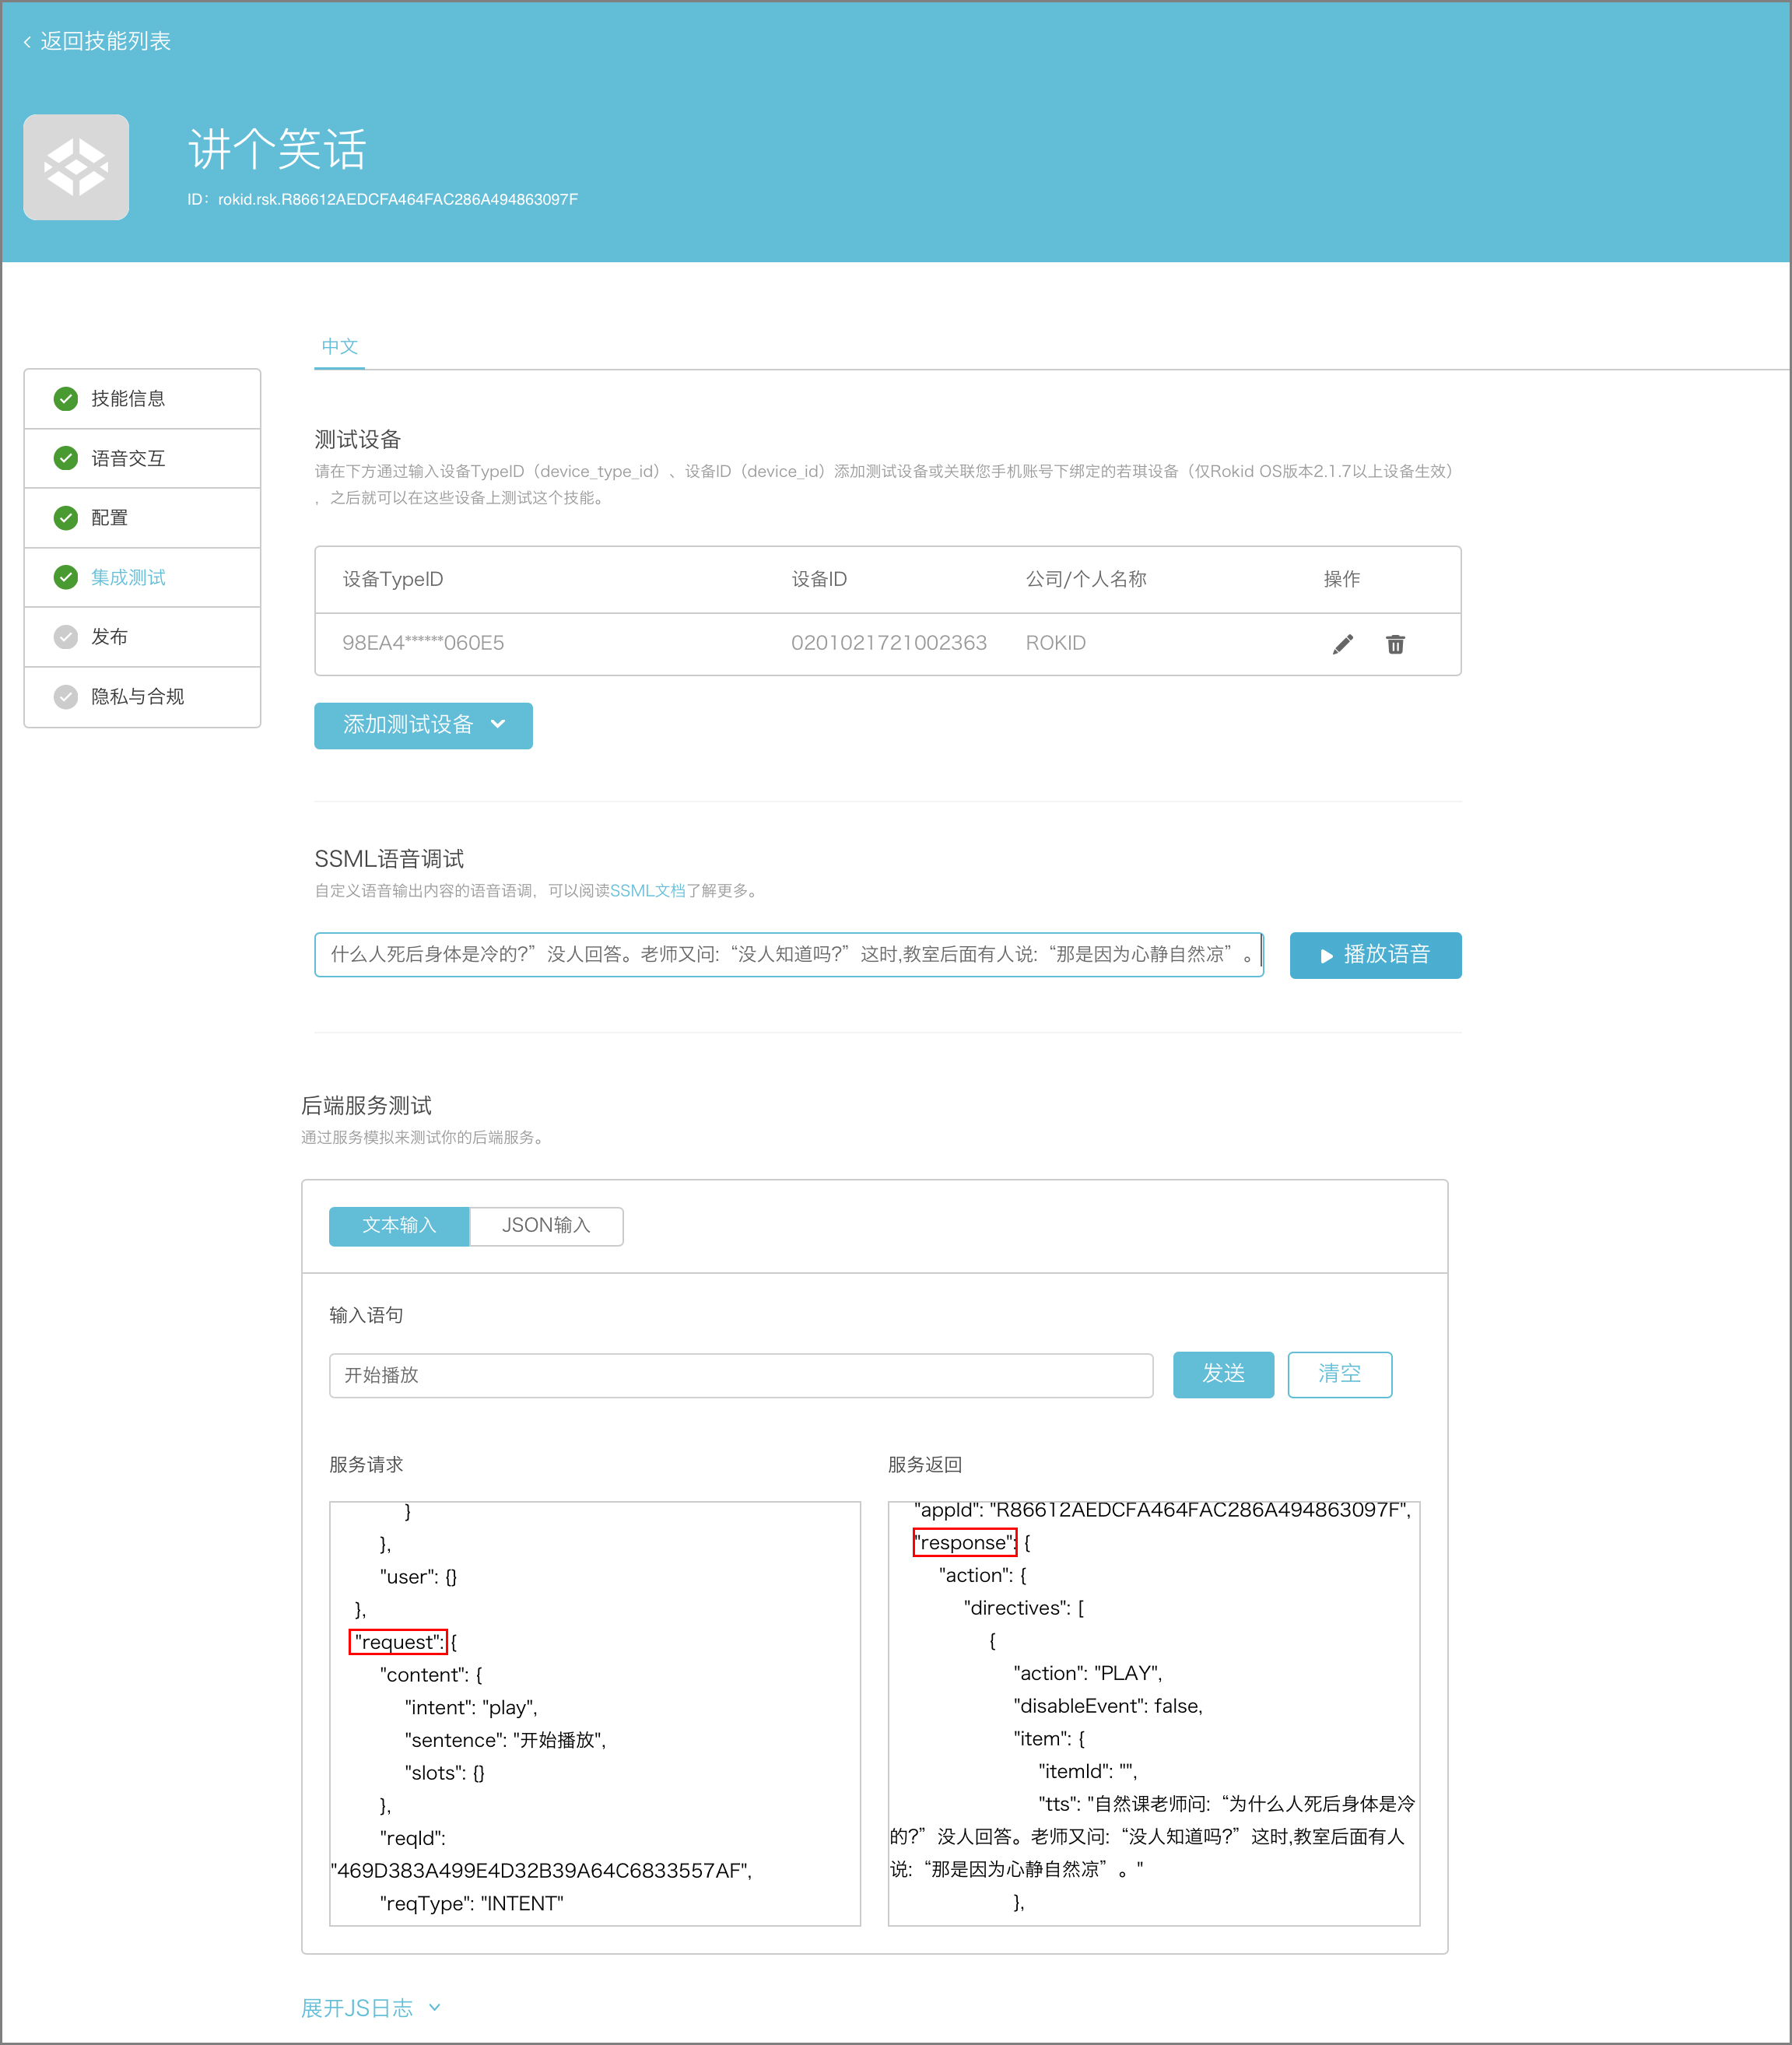 返回技能列表
讲个笑话
ID：rokid.rsk.R86612AEDCFA464FAC286A494863097F
技能信息
语音交互
配置
集成测试
发布
隐私与合规
中文
测试设备
请在下方通过输入设备TypeID（device_type_id）、设备ID（device_id）添加测试设备或关联您手机账号下绑定的若琪设备（仅Rokid OS版本2.1.7以上设备生效）
，之后就可以在这些设备上测试这个技能。
设备TypeID 设备ID 公司/个人名称 操作
98EA4******060E5 0201021721002363 ROKID
添加测试设备
SSML语音调试
自定义语音输出内容的语音语调，可以阅读SSML文档了解更多。
什么人死后身体是冷的?”没人回答。老师又问:“没人知道吗?”这时,教室后面有人说:“那是因为心静自然凉”。
播放语音
后端服务测试
通过服务模拟来测试你的后端服务。
文本输入 JSON输入
输入语句
开始播放
发送 清空
服务请求
}
},
"user": {}
},
"request": {
"content": {
"intent": "play",
"sentence": "开始播放",
"slots": {}
},
"reqId":
"469D383A499E4D32B39A64C6833557AF",
"reqType": "INTENT"
服务返回
"appId": "R86612AEDCFA464FAC286A494863097F",
"response": {
"action": {
"directives": [
{
"action": "PLAY",
"disableEvent": false,
"item": {
"itemId": "",
"tts": "自然课老师问:“为什么人死后身体是冷
的?”没人回答。老师又问:“没人知道吗?”这时,教室后面有人
说:“那是因为心静自然凉”。"
},
展开JS日志